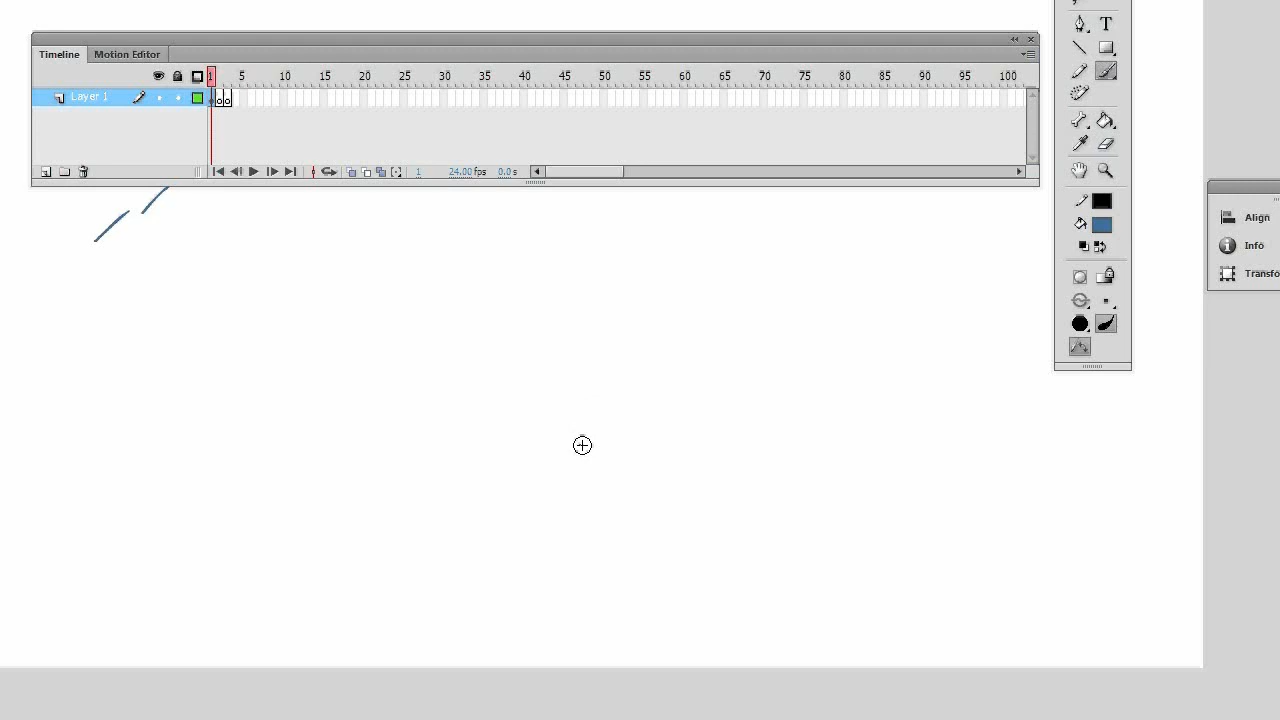 T
Timeline Motion Editor
1 5 10 15 20 25 30 35 40 45 50 55 60 65 70 75 80 85 90 95 100
Layer 1
1 24.00 fps 0.0 s
Align
Info
Transfo